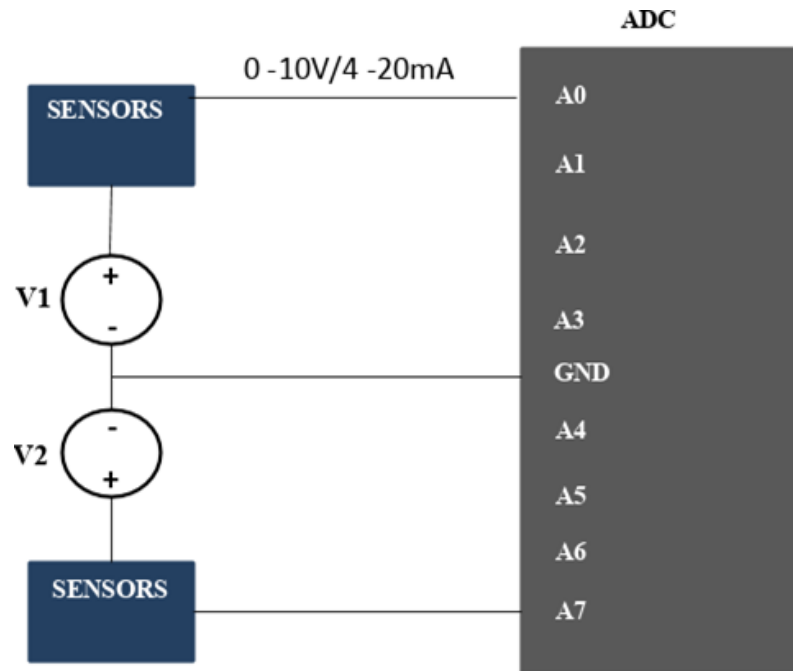 ADC
0 -10V/4 -20mA
SENSORS
A0
A1
A2
+
V1
-
A3
GND
-
A4
V2
+
A5
A6
SENSORS
A7